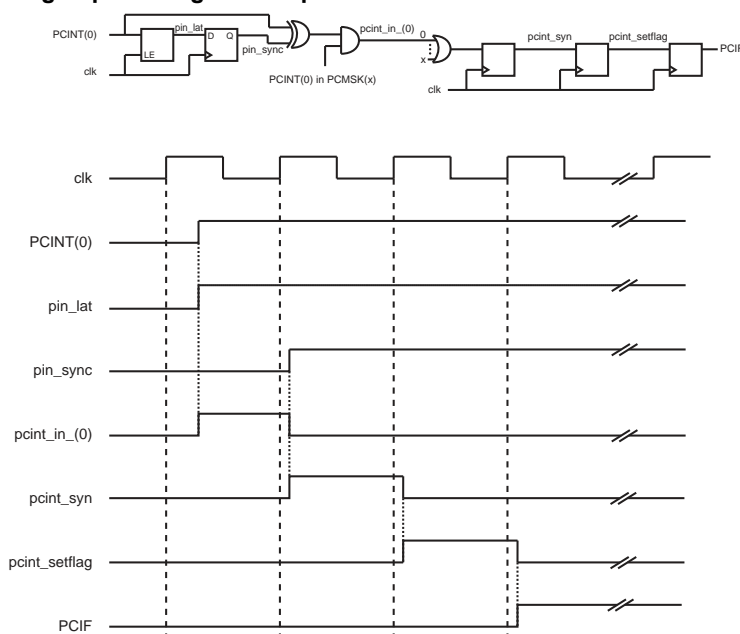 PCINT(0)
pin_lat
LE
D Q
pin_sync
clk
PCINT(0) in PCMSK(x)
pcint_in_(0)
0
x
clk
pcint_syn
pcint_setflag
PCIF
clk
PCINT(0)
pin_lat
pin_sync
pcint_in_(0)
pcint_syn
pcint_setflag
PCIF